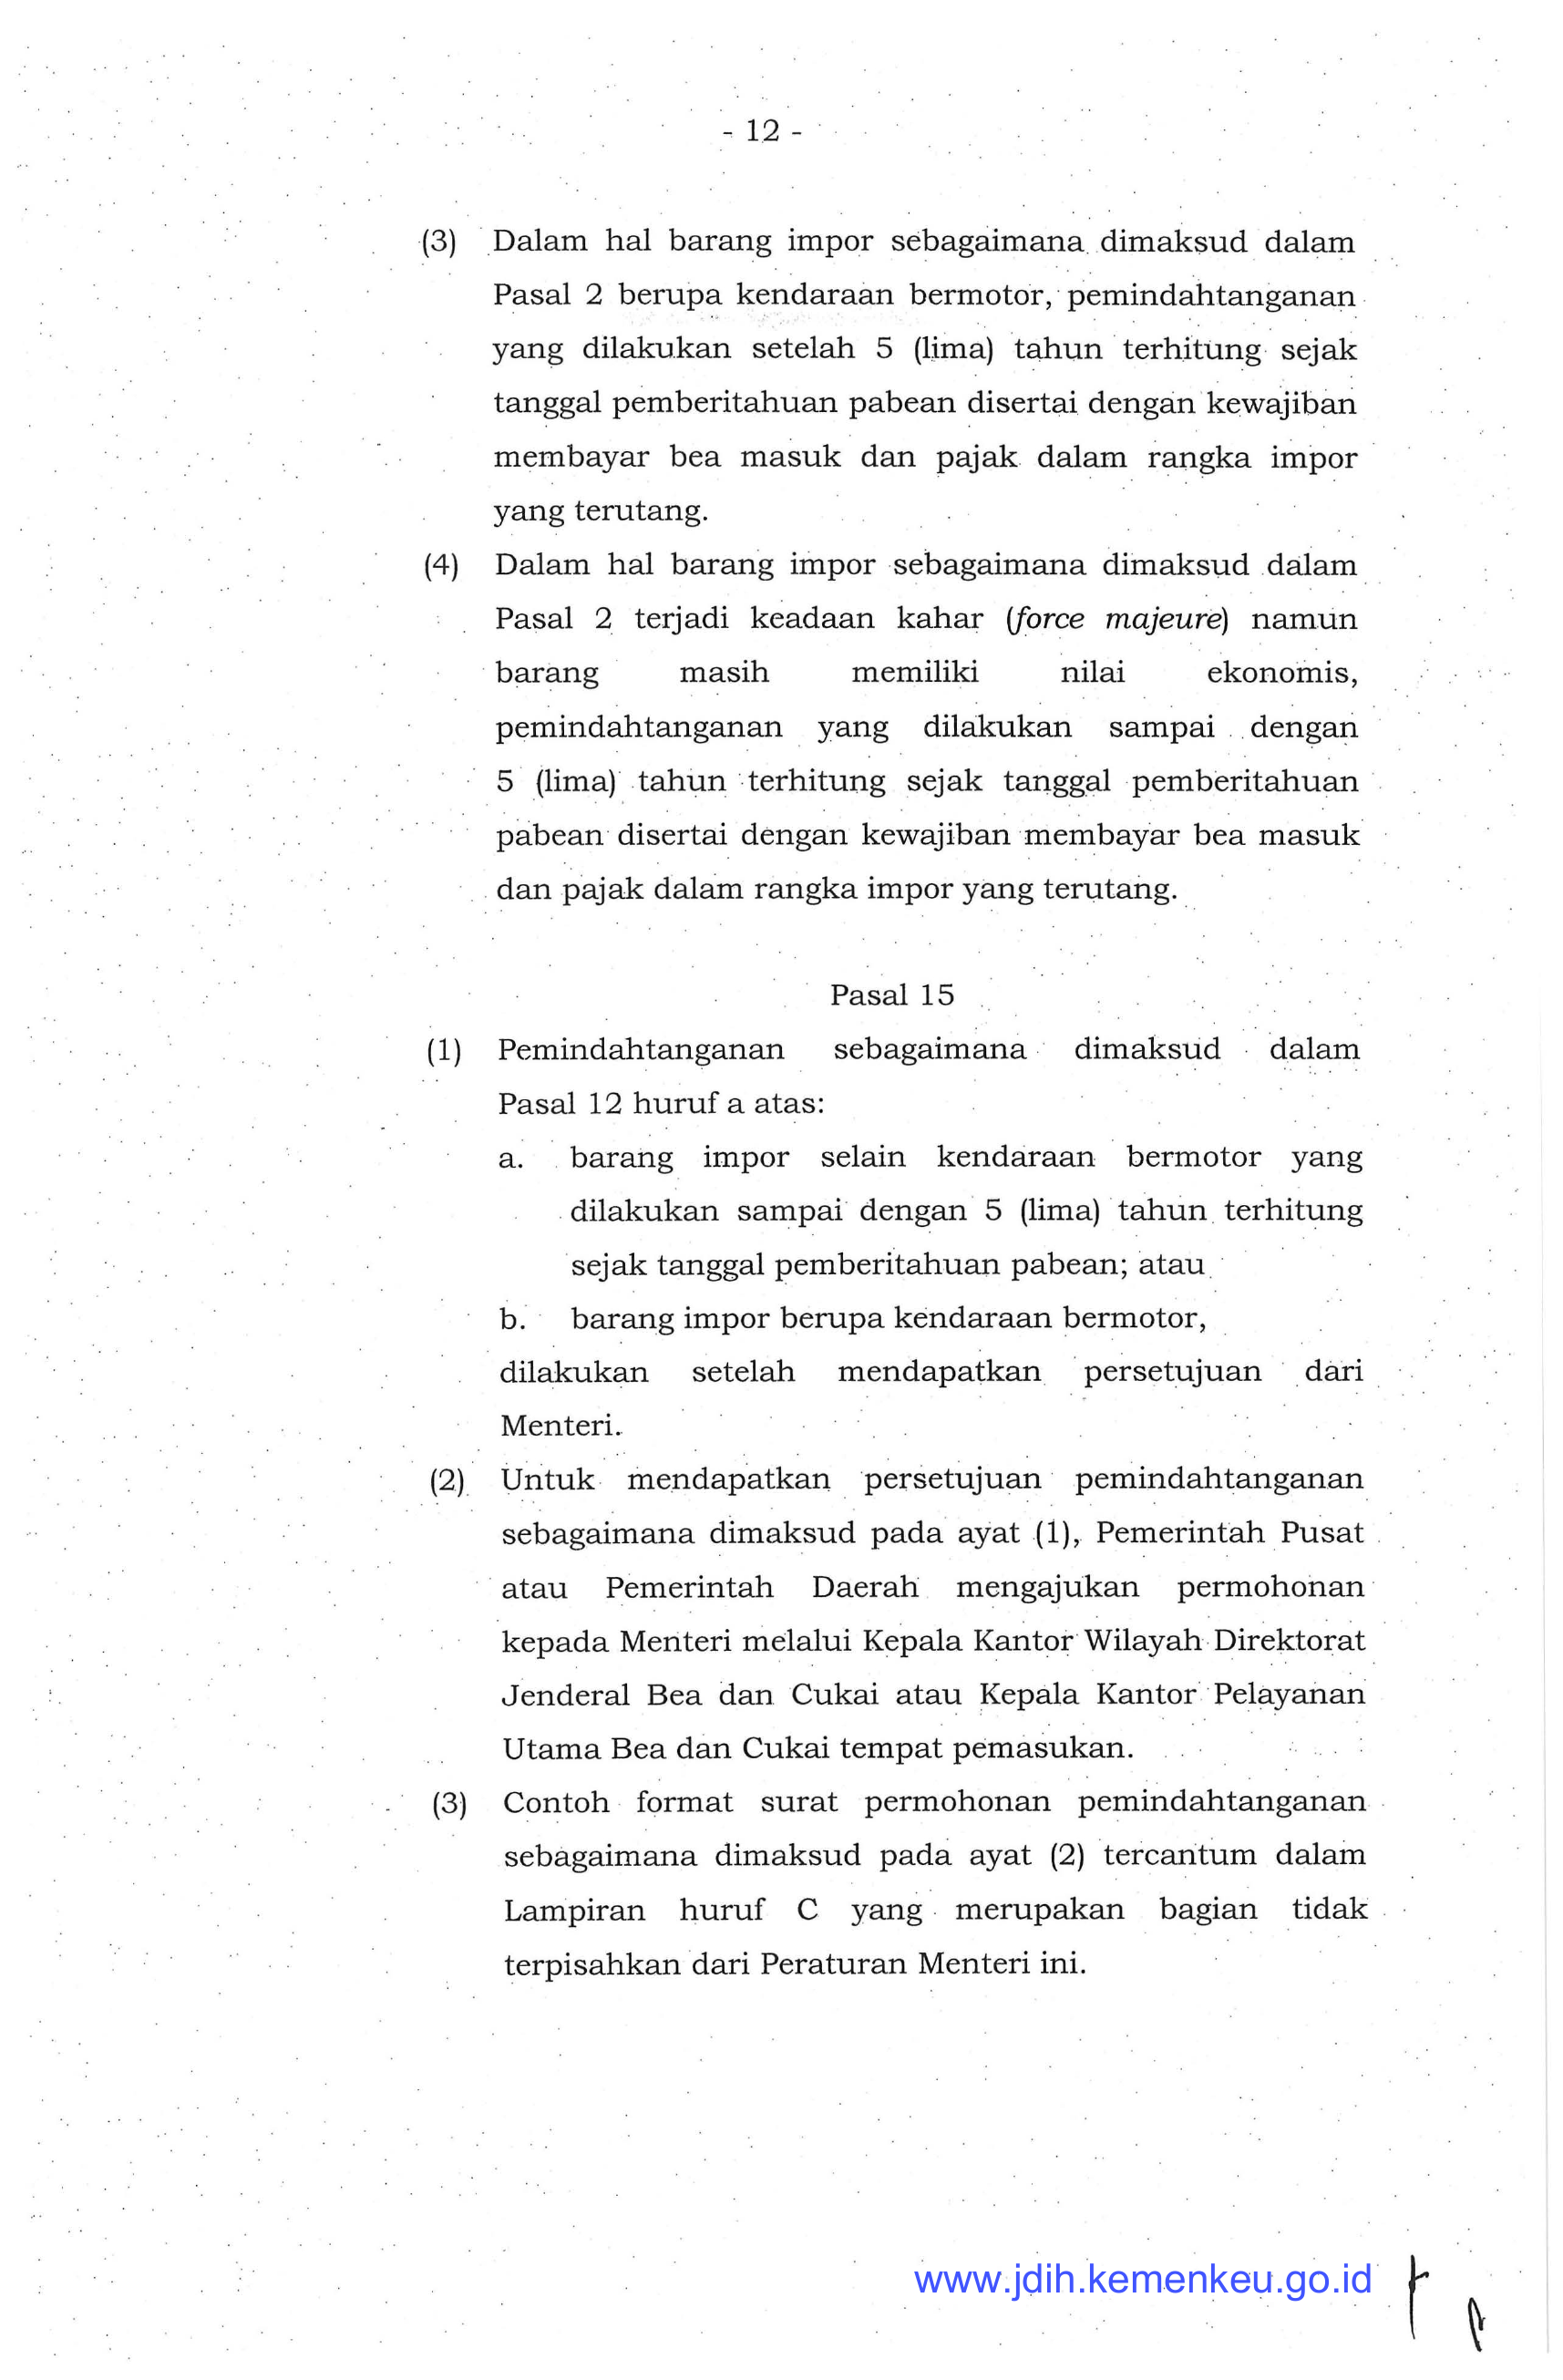 - 12 -
(3) Dalam hal barang impor sebagaimana dimaksud dalam
Pasal 2 berupa kendaraan bermotor, pemindahtanganan
yang dilakukan setelah 5 (lima) tahun terhitung sejak
tanggal pemberitahuan pabean disertai dengan kewajiban
membayar bea masuk dan pajak dalam rangka impor
yang terutang.
(4) Dalam hal barang impor sebagaimana dimaksud dalam
Pasal 2 terjadi keadaan kahar (force majeure) namun
barang masih memiliki nilai ekonomis,
pemindahtanganan yang dilakukan sampai dengan
5 (lima) tahun terhitung sejak tanggal pemberitahuan
pabean disertai dengan kewajiban membayar bea masuk
dan pajak dalam rangka impor yang terutang.
Pasal 15
(1) Pemindahtanganan sebagaimana dimaksud dalam
Pasal 12 huruf a atas:
a. barang impor selain kendaraan bermotor yang
dilakukan sampai dengan 5 (lima) tahun terhitung
sejak tanggal pemberitahuan pabean; atau
b. barang impor berupa kendaraan bermotor,
dilakukan setelah mendapatkan persetujuan dari
Menteri.
(2) Untuk mendapatkan persetujuan pemindahtanganan
sebagaimana dimaksud pada ayat (1), Pemerintah Pusat
atau Pemerintah Daerah mengajukan permohonan
kepada Menteri melalui Kepala Kantor Wilayah Direktorat
Jenderal Bea dan Cukai atau Kepala Kantor Pelayanan
Utama Bea dan Cukai tempat pemasukan.
(3) Contoh format surat permohonan pemindahtanganan
sebagaimana dimaksud pada ayat (2) tercantum dalam
Lampiran huruf C yang merupakan bagian tidak
terpisahkan dari Peraturan Menteri ini.
www.jdih.kemenkeu.go.id